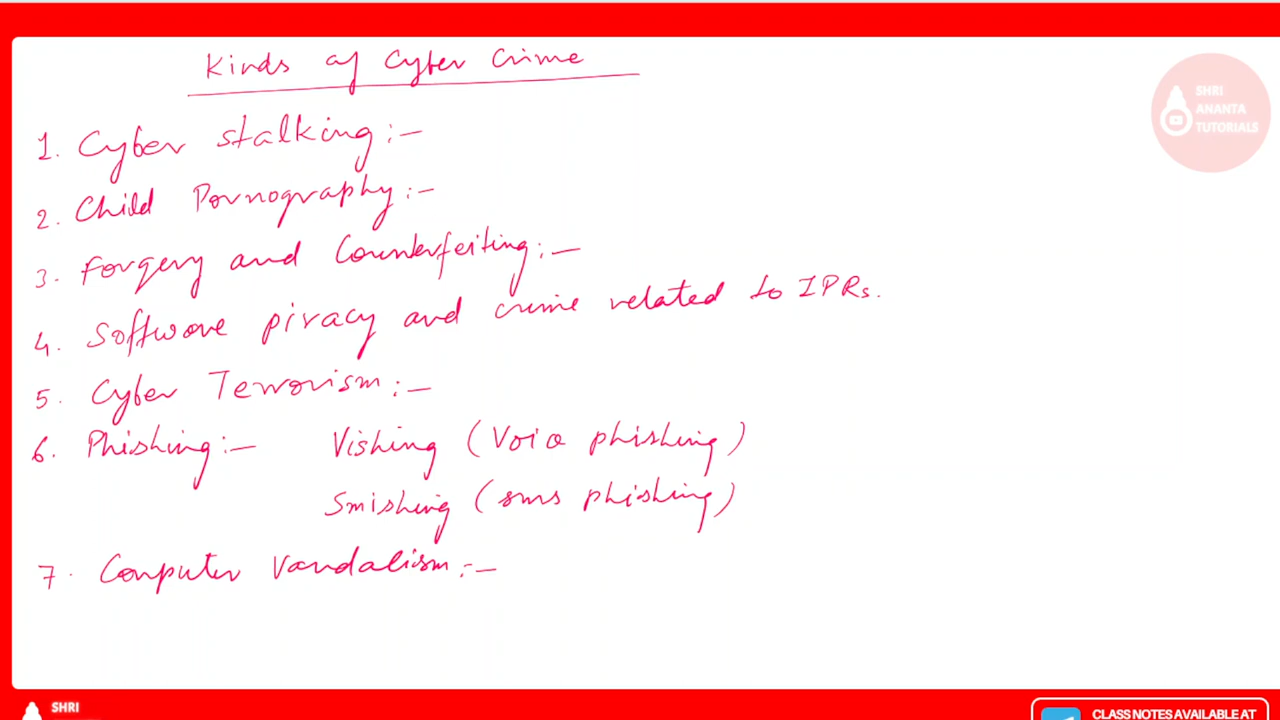 Kinds of Cyber Crime
SHRI
ANANTA
TUTORIALS
1. Cyber stalking:-
2. Child Pornography:-
3. Forgery and Counterfeiting:-
4. Software piracy and crime related to IPRs.
5. Cyber Terrorism:-
6. Phishing:- Vishing (Voice phishing)
Smishing (sms phishing)
7. Computer Vandalism:-
SHRI
CLASS NOTES AVAILABLE AT